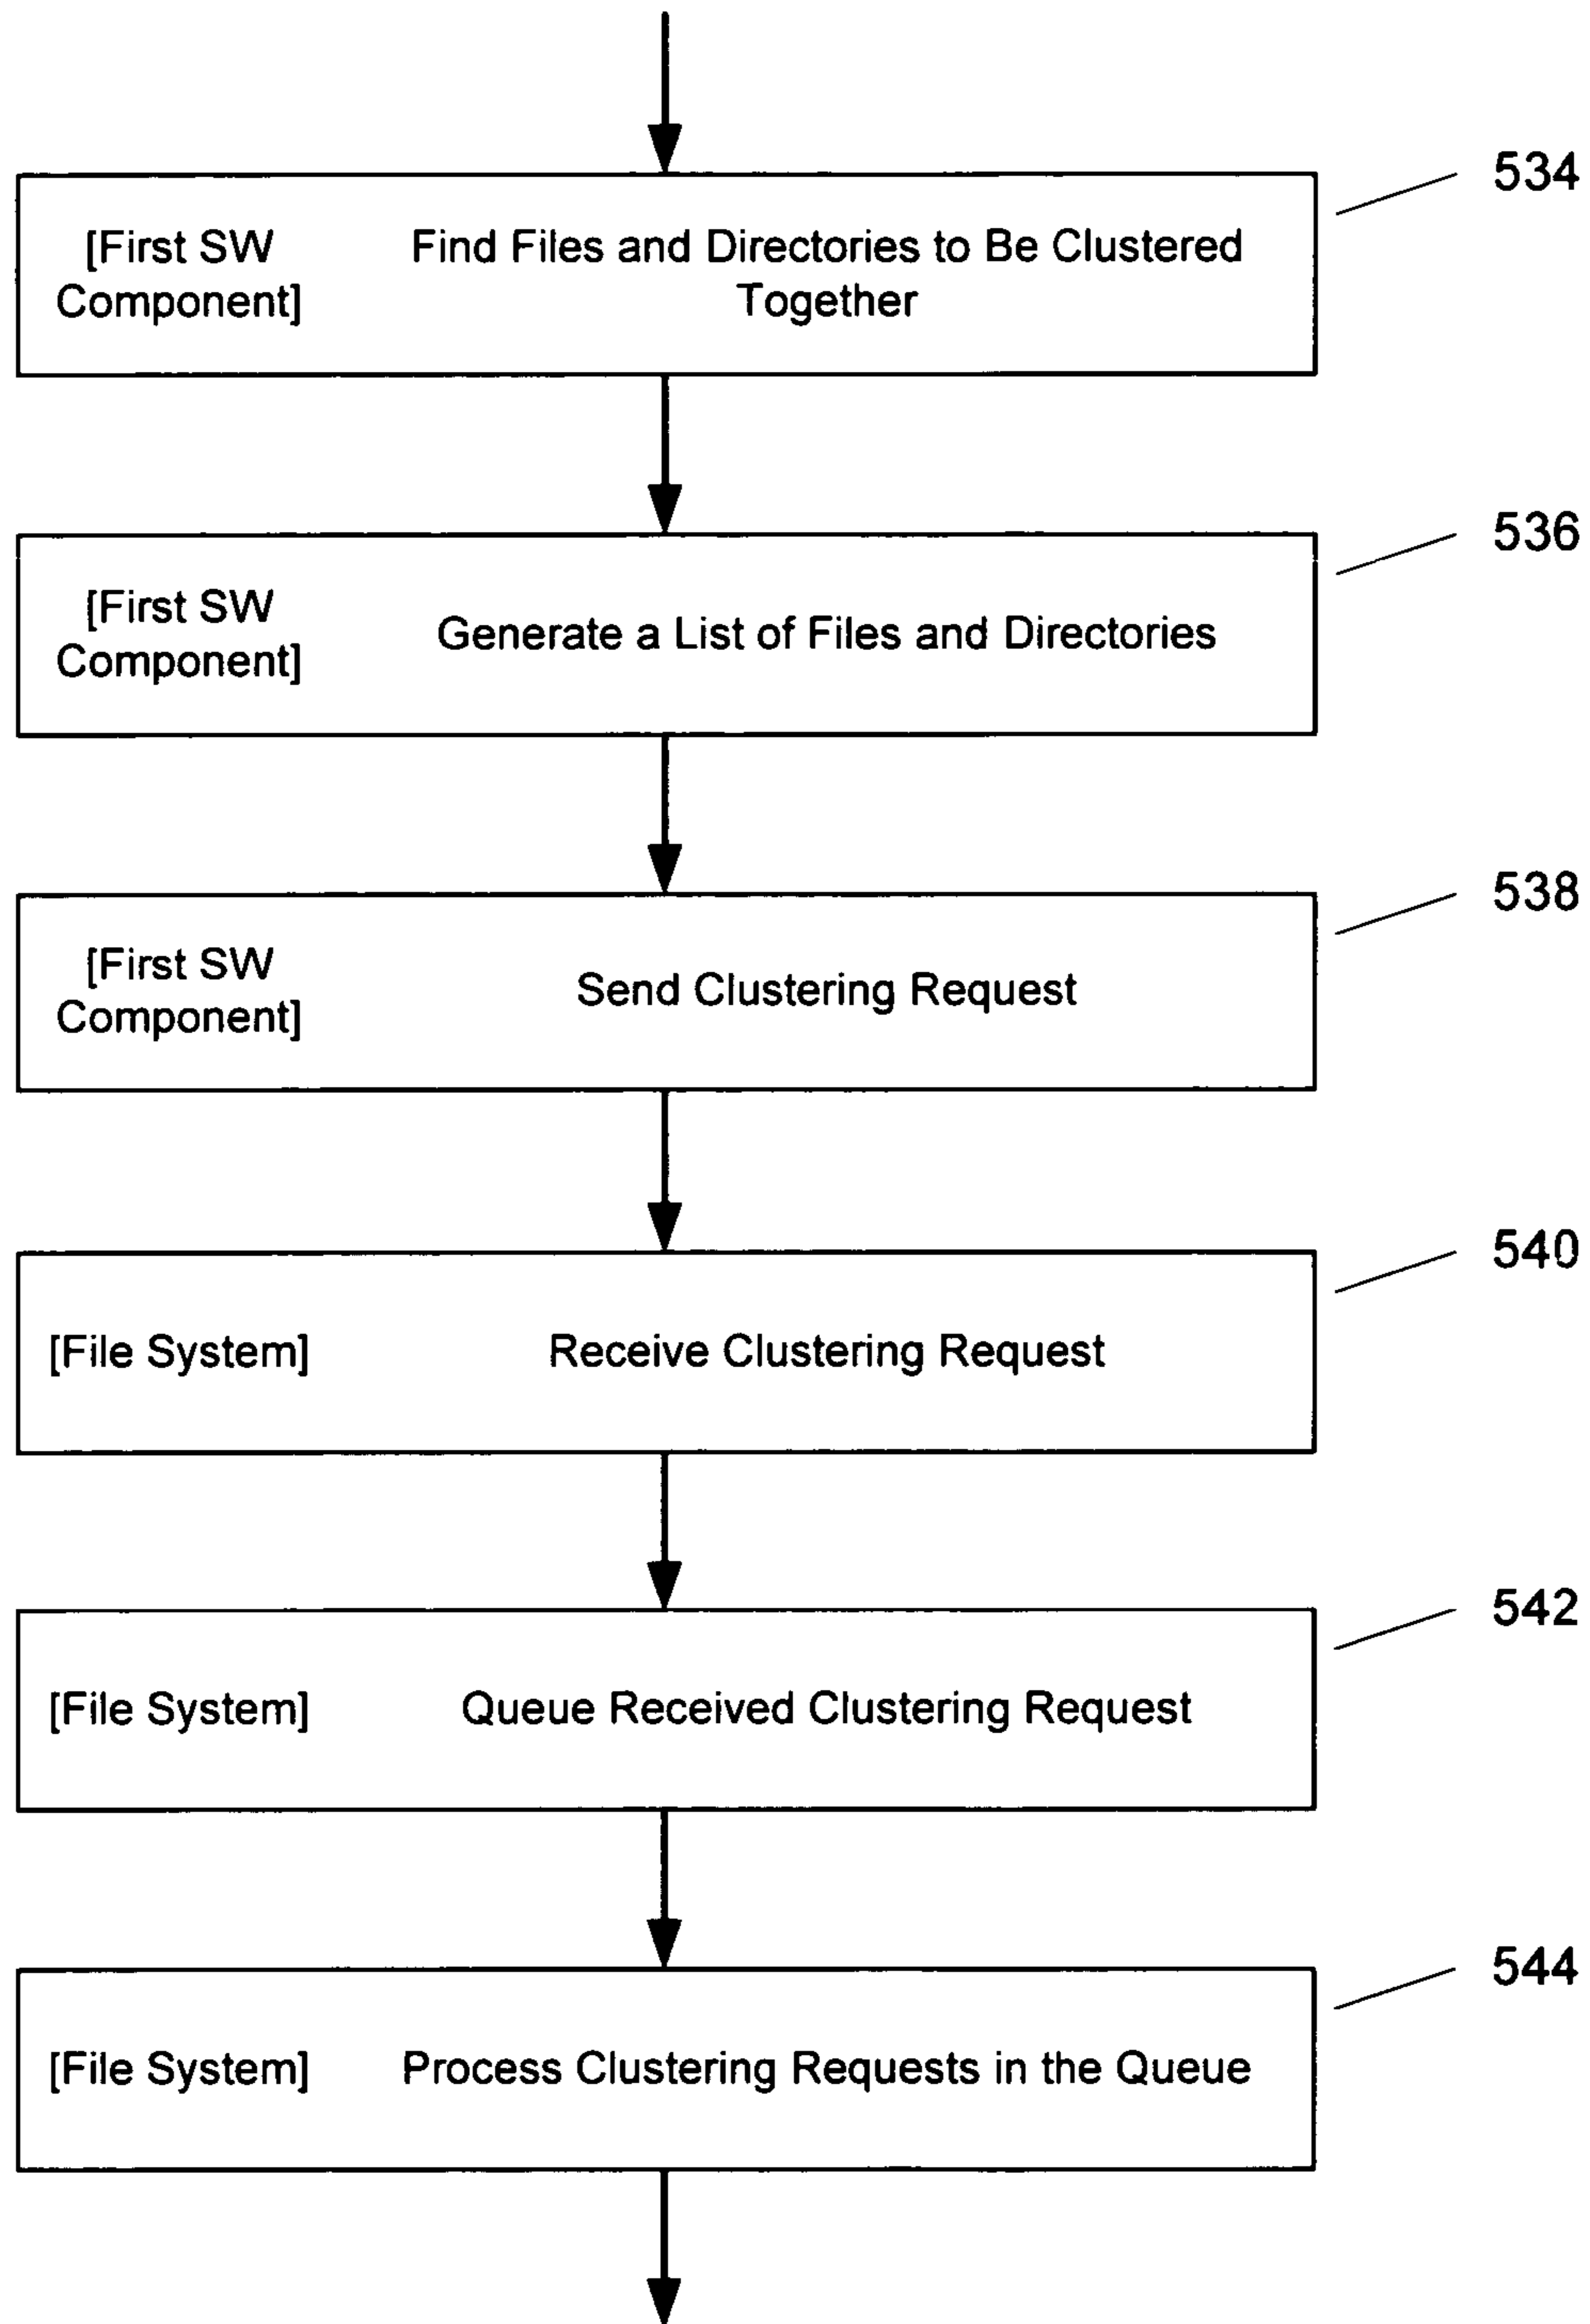 534
[First SW
Component]
Find Files and Directories to Be Clustered
Together
536
[First SW
Component]
Generate a List of Files and Directories
538
[First SW
Component]
Send Clustering Request
540
[File System]
Receive Clustering Request
542
[File System]
Queue Received Clustering Request
544
[File System]
Process Clustering Requests in the Queue